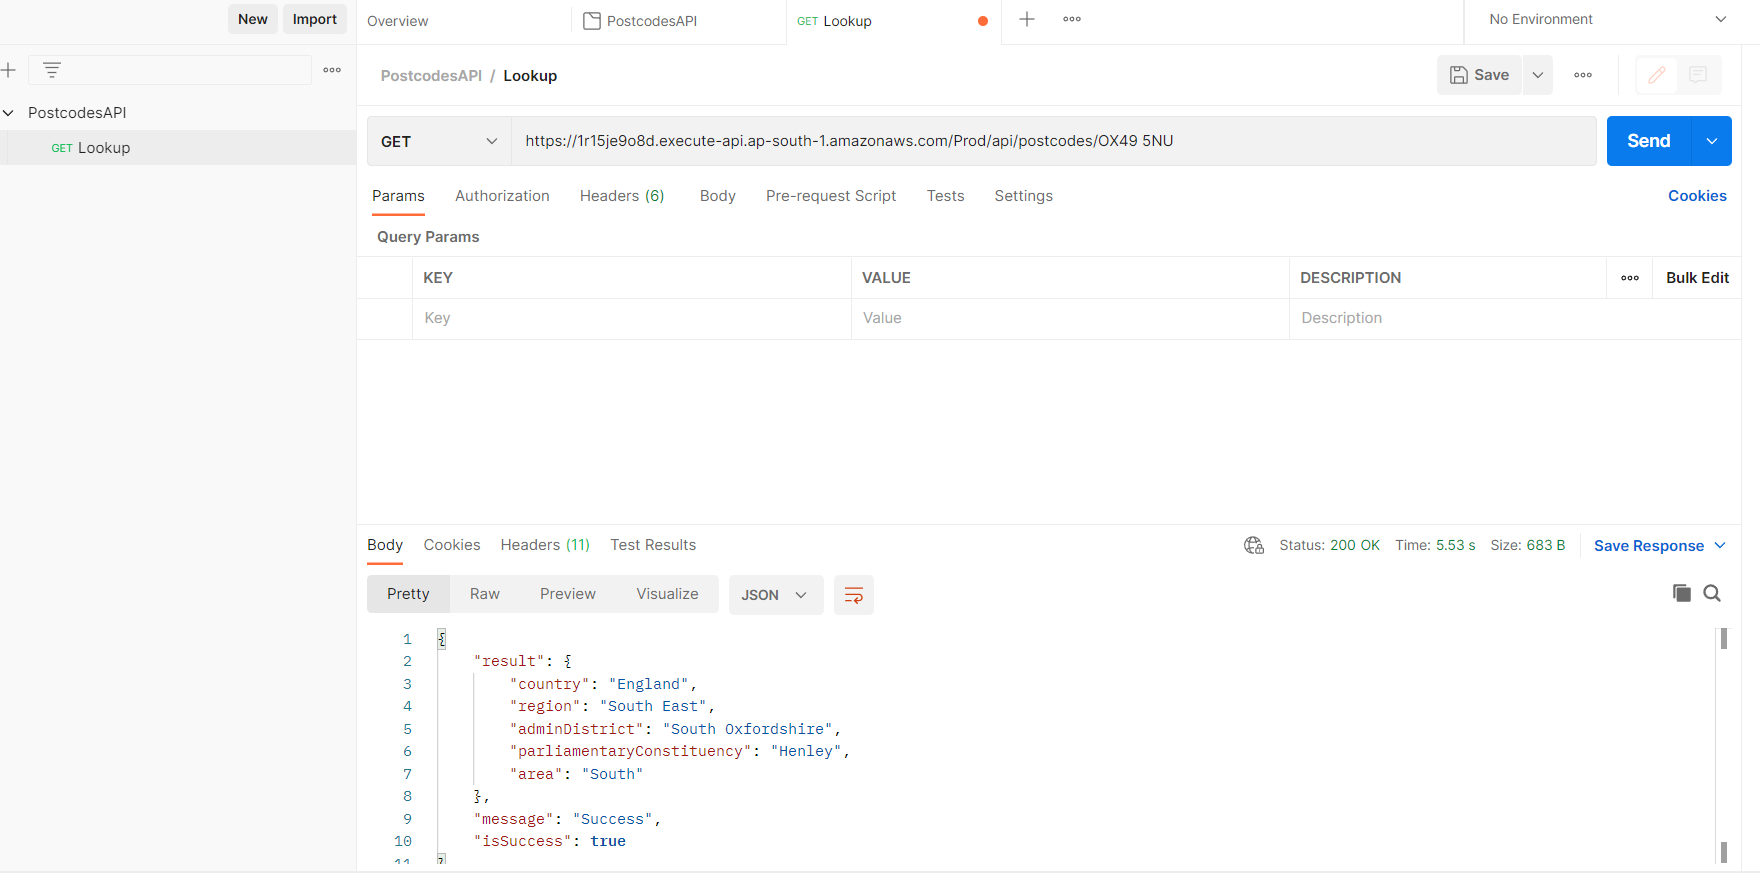 New Import Overview PostcodesAPI GET Lookup No Environment
PostcodesAPI / Lookup Save
PostcodesAPI
GET Lookup
GET https://1r15je9o8d.execute-api.ap-south-1.amazonaws.com/Prod/api/postcodes/OX49 5NU Send
Params Authorization Headers (6) Body Pre-request Script Tests Settings Cookies
Query Params
KEY VALUE DESCRIPTION Bulk Edit
Key Value Description
Body Cookies Headers (11) Test Results Status: 200 OK Time: 5.53 s Size: 683 B Save Response
Pretty Raw Preview Visualize JSON
1 {
2 "result": {
3 "country": "England",
4 "region": "South East",
5 "adminDistrict": "South Oxfordshire",
6 "parliamentaryConstituency": "Henley",
7 "area": "South"
8 },
9 "message": "Success",
10 "isSuccess": true
11 }